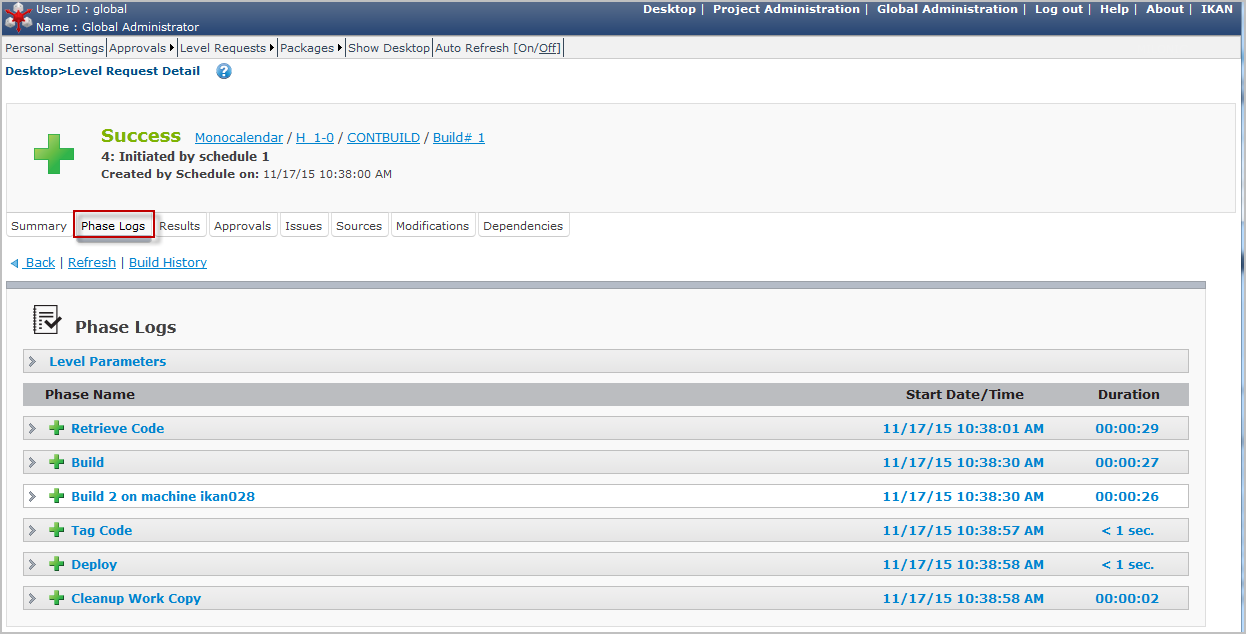 User ID : global
Desktop | Project Administration | Global Administration | Log out | Help | About | IKAN
Name : Global Administrator
Personal Settings Approvals Level Requests Packages Show Desktop Auto Refresh [On/Off]
Desktop>Level Request Detail ?
Success Monocalendar / H_1-0 / CONTBUILD / Build# 1
4: Initiated by schedule 1
Created by Schedule on: 11/17/15 10:38:00 AM
Summary Phase Logs Results Approvals Issues Sources Modifications Dependencies
Back | Refresh | Build History
Phase Logs
Level Parameters
Phase Name Start Date/Time Duration
Retrieve Code 11/17/15 10:38:01 AM 00:00:29
Build 11/17/15 10:38:30 AM 00:00:27
Build 2 on machine ikan028 11/17/15 10:38:30 AM 00:00:26
Tag Code 11/17/15 10:38:57 AM < 1 sec.
Deploy 11/17/15 10:38:58 AM < 1 sec.
Cleanup Work Copy 11/17/15 10:38:58 AM 00:00:02